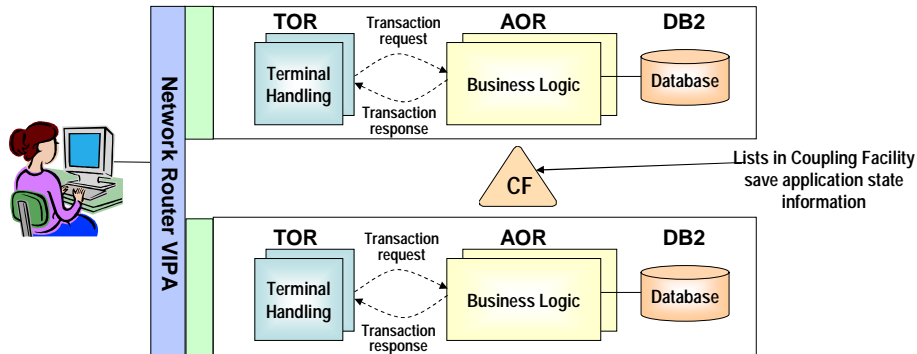 TOR
AOR
DB2
Transaction
request
Terminal
Handling
Business Logic
Database
Transaction
response
Network Router VIPA
CF
Lists in Coupling Facility
save application state
information
TOR
AOR
DB2
Transaction
request
Terminal
Handling
Business Logic
Database
Transaction
response